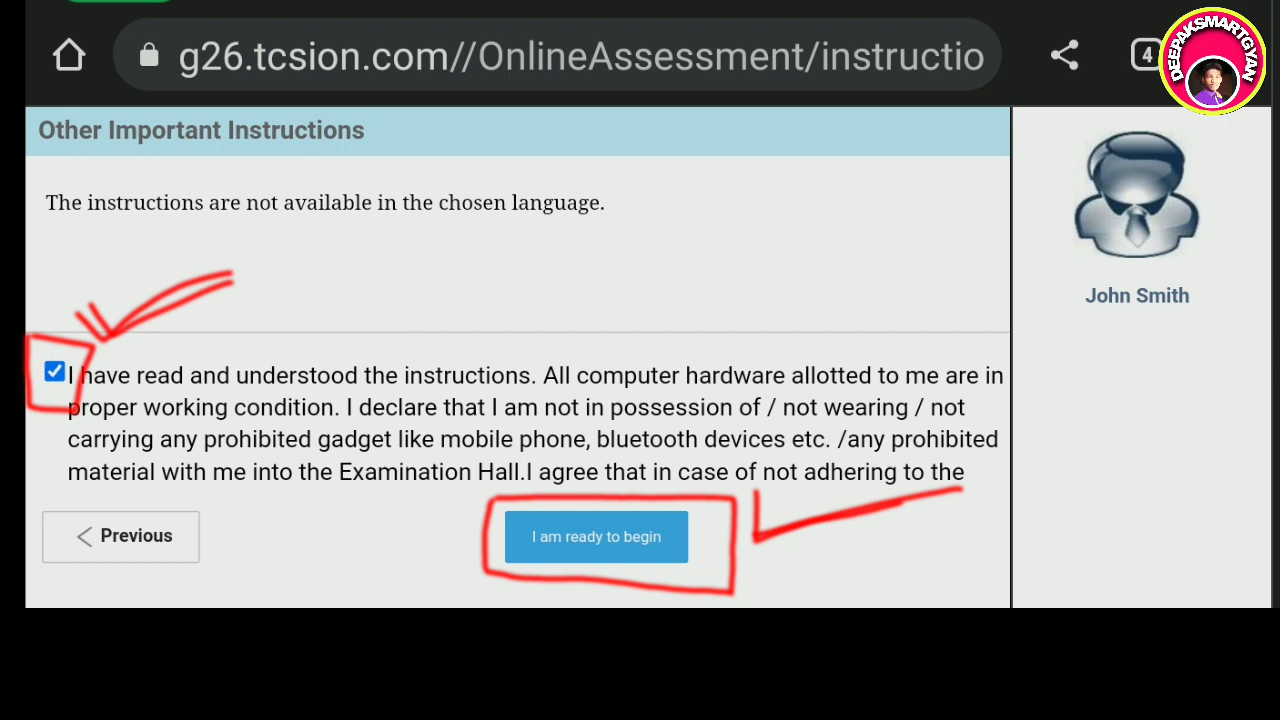 g26.tcsion.com//OnlineAssessment/instructio
4
DEEPAKSMARTGYAN
Other Important Instructions
The instructions are not available in the chosen language.
John Smith
I have read and understood the instructions. All computer hardware allotted to me are in
proper working condition. I declare that I am not in possession of / not wearing / not
carrying any prohibited gadget like mobile phone, bluetooth devices etc. /any prohibited
material with me into the Examination Hall.I agree that in case of not adhering to the
Previous
I am ready to begin